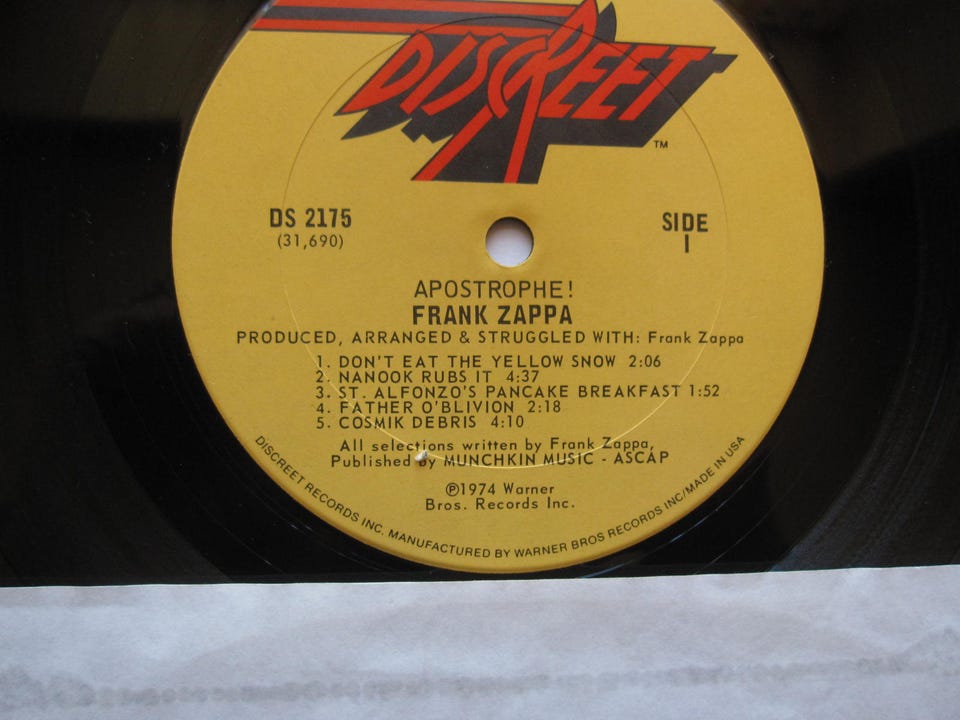 DISCREET
TM
DS 2175
(31,690)
SIDE
1
APOSTROPHE!
FRANK ZAPPA
PRODUCED, ARRANGED & STRUGGLED WITH: Frank Zappa
1. DON'T EAT THE YELLOW SNOW 2:06
2. NANOOK RUBS IT 4:37
3. ST. ALFONZO'S PANCAKE BREAKFAST 1:52
4. FATHER O'BLIVION 2:18
5. COSMIK DEBRIS 4:10
All selections written by Frank Zappa,
Published by MUNCHKIN MUSIC - ASCAP
℗1974 Warner
Bros. Records Inc.
DISCREET RECORDS INC. MANUFACTURED BY WARNER BROS RECORDS INC/MADE IN USA